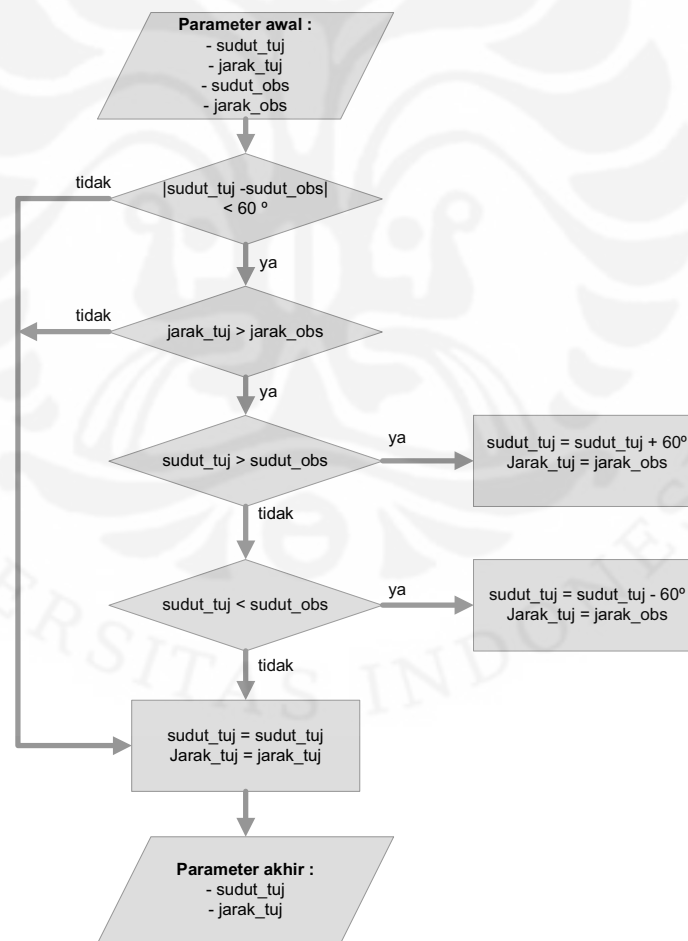 Parameter awal :
- sudut_tuj
- jarak_tuj
- sudut_obs
- jarak_obs
tidak
|sudut_tuj -sudut_obs|
< 60 º
ya
tidak
jarak_tuj > jarak_obs
ya
sudut_tuj > sudut_obs
ya
sudut_tuj = sudut_tuj + 60º
Jarak_tuj = jarak_obs
tidak
sudut_tuj < sudut_obs
ya
sudut_tuj = sudut_tuj - 60º
Jarak_tuj = jarak_obs
tidak
sudut_tuj = sudut_tuj
Jarak_tuj = jarak_tuj
Parameter akhir :
- sudut_tuj
- jarak_tuj
ERSITAS INDONES